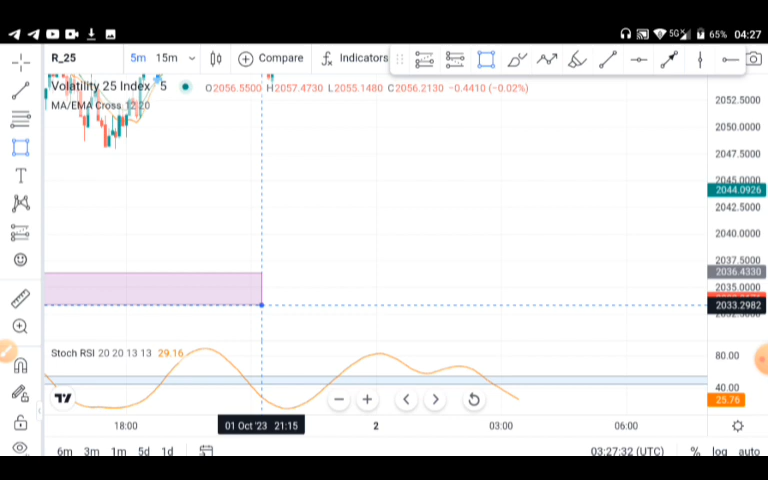 5G 65% 04:27
R_25 5m 15m Compare Indicators
Volatility 25 Index · 5 O2056.5500 H2057.4730 L2055.1480 C2056.2130 −0.4410 (−0.02%)
MA/EMA Cross 12 20
2052.5000
2050.0000
2047.5000
2045.0000
2044.0926
2042.5000
2040.0000
2037.5000
2036.4330
2035.0000
2033.2982
Stoch RSI 20 20 13 13 29.16
80.00
40.00
25.76
18:00 01 Oct '23 21:15 2 03:00 06:00
6m 3m 1m 5d 1d 03:27:32 (UTC) % log auto